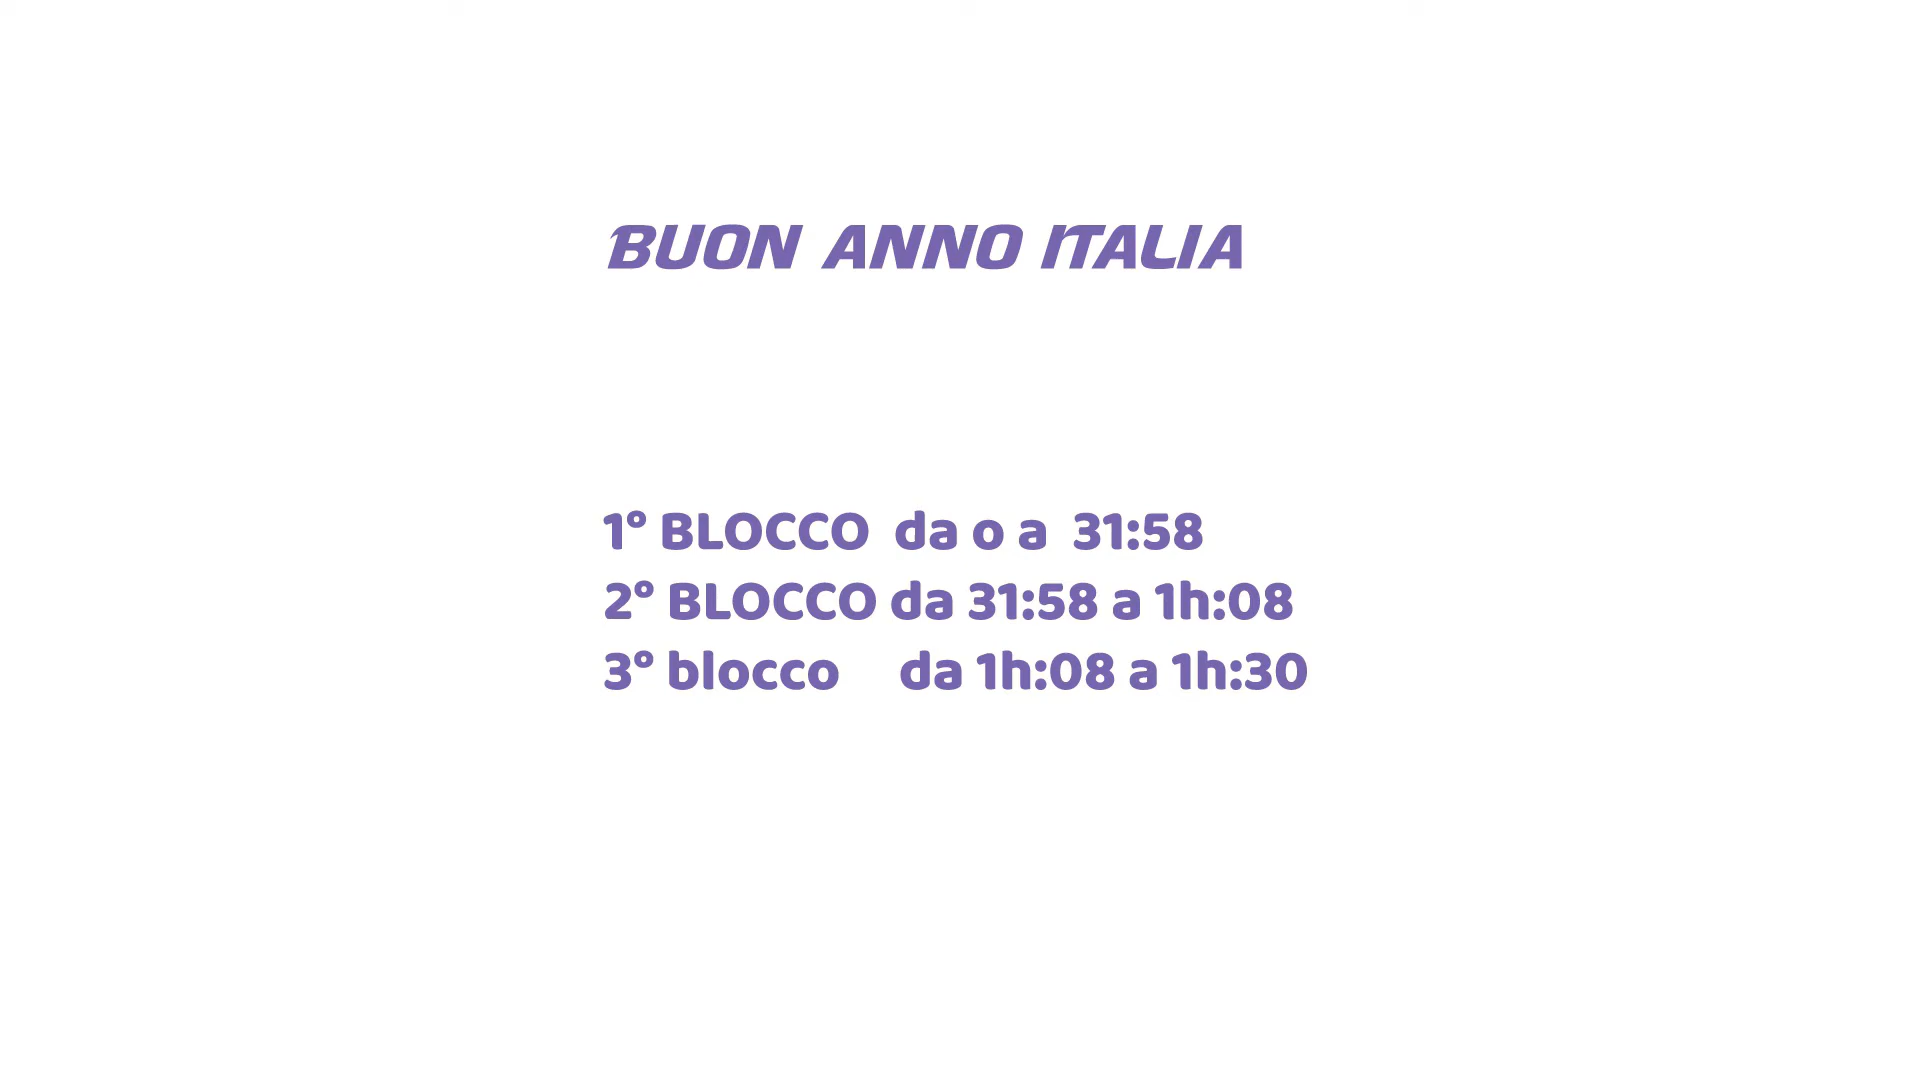 BUON ANNO ITALIA
1° BLOCCO da o a 31:58
2° BLOCCO da 31:58 a 1h:08
3° blocco da 1h:08 a 1h:30